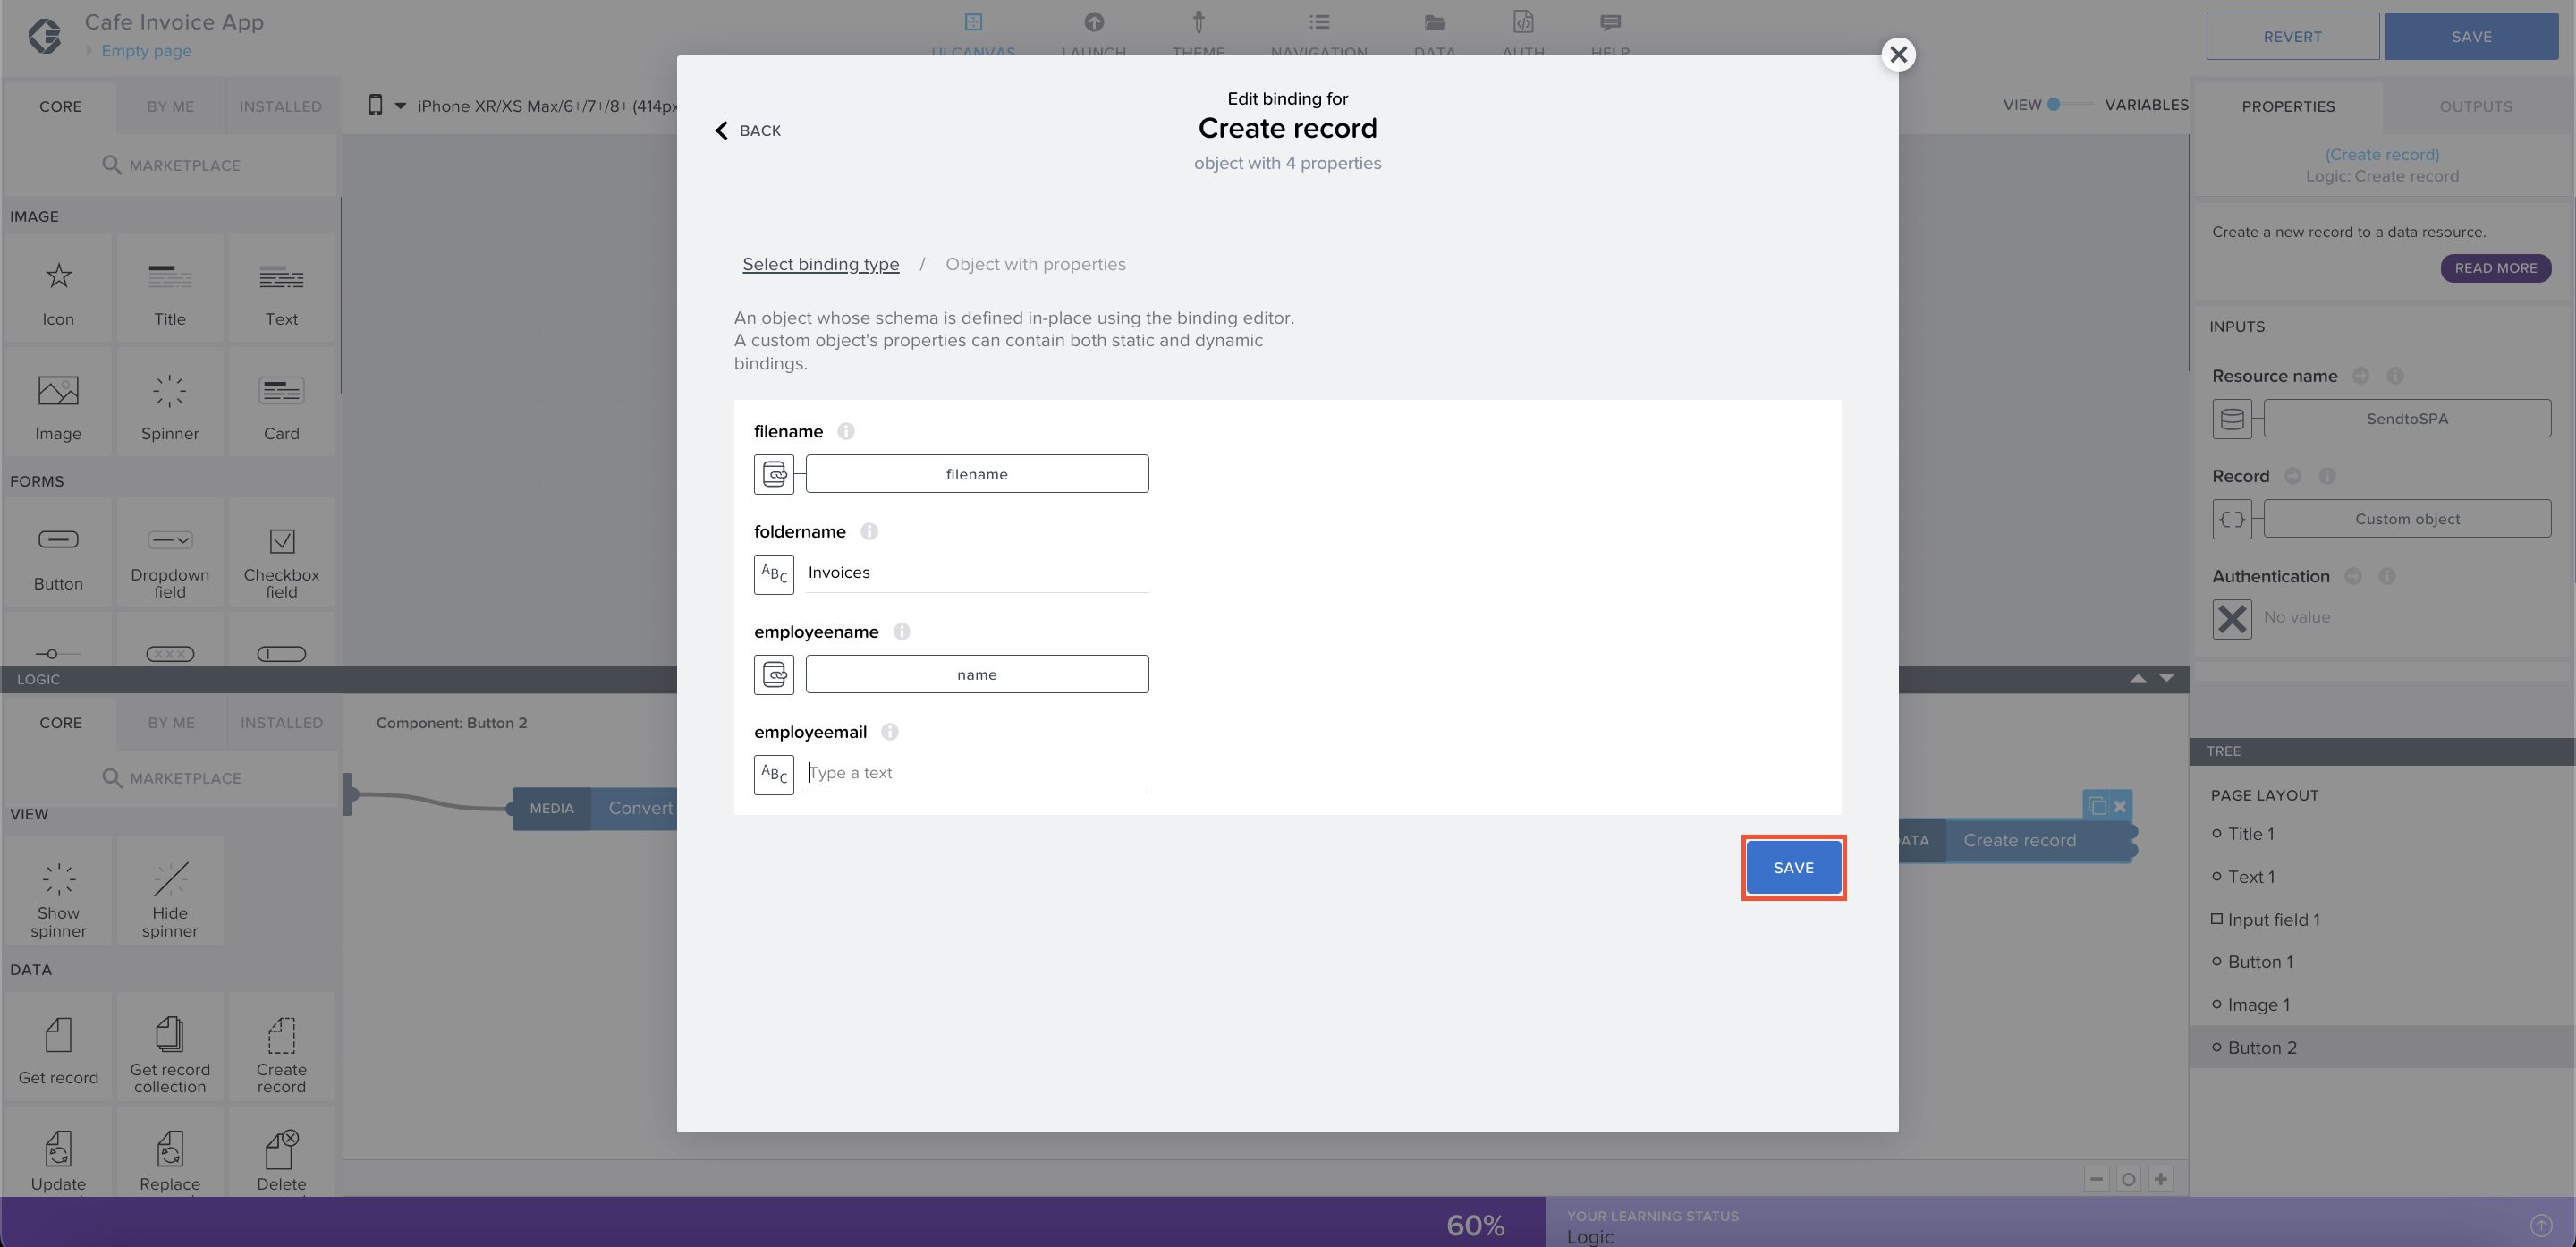 Cafe Invoice App
Empty page
UI CANVAS
LAUNCH
THEME
NAVIGATION
DATA
AUTH
HELP
REVERT
SAVE
CORE
BY ME
INSTALLED
iPhone XR/XS Max/6+/7+/8+ (414px
VIEW
VARIABLES
PROPERTIES
OUTPUTS
MARKETPLACE
(Create record)
Logic: Create record
IMAGE
Icon
Title
Text
Image
Spinner
Card
FORMS
Button
Dropdown
field
Checkbox
field
Edit binding for
Create record
BACK
object with 4 properties
Select binding type / Object with properties
An object whose schema is defined in-place using the binding editor.
A custom object's properties can contain both static and dynamic
bindings.
filename
filename
foldername
ABC
Invoices
employeename
name
employeemail
ABC
Type a text
SAVE
Create a new record to a data resource.
READ MORE
INPUTS
Resource name
SendtoSPA
Record
Custom object
Authentication
No value
LOGIC
CORE
BY ME
INSTALLED
Component: Button 2
MARKETPLACE
VIEW
Show
spinner
Hide
spinner
DATA
Get record
Get record
collection
Create
record
Update
Replace
Delete
MEDIA
Convert
ATA
Create record
TREE
PAGE LAYOUT
Title 1
Text 1
Input field 1
Button 1
Image 1
Button 2
60%
YOUR LEARNING STATUS
Logic